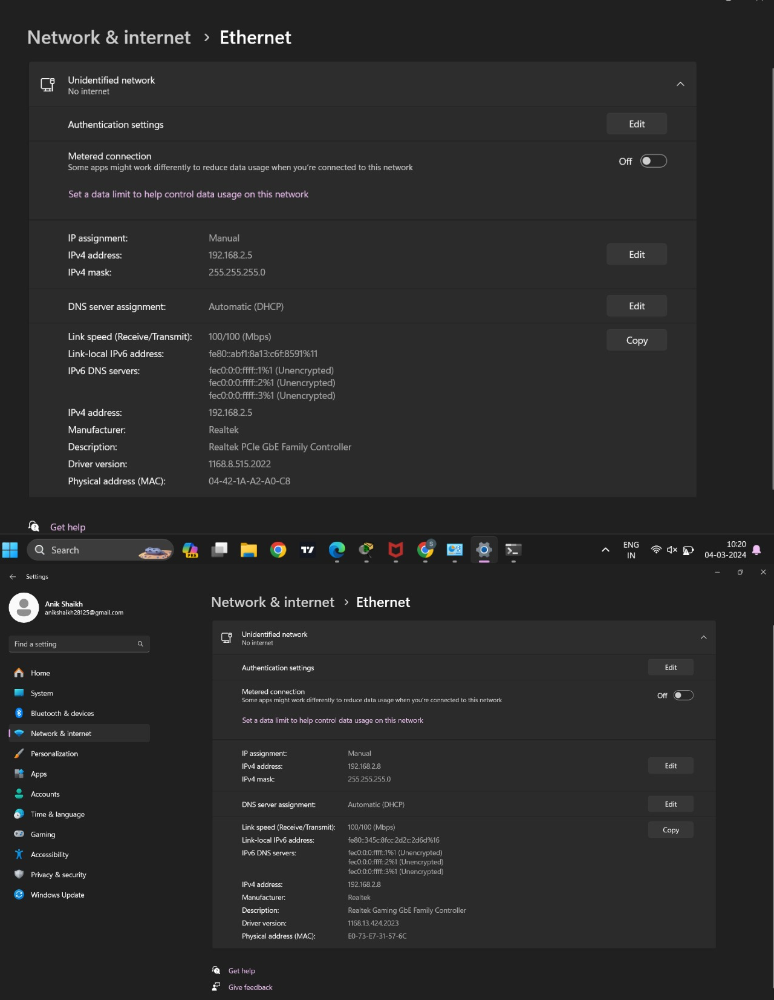 Network & internet › Ethernet
Unidentified network
No internet
Authentication settings
Edit
Metered connection
Some apps might work differently to reduce data usage when you're connected to this network
Off
Set a data limit to help control data usage on this network
IP assignment: Manual
IPv4 address: 192.168.2.5
IPv4 mask: 255.255.255.0
Edit
DNS server assignment: Automatic (DHCP)
Edit
Link speed (Receive/Transmit): 100/100 (Mbps)
Copy
Link-local IPv6 address: fe80::abf1:8a13:c6f:8591%11
IPv6 DNS servers: fec0:0:0:ffff::1%1 (Unencrypted)
fec0:0:0:ffff::2%1 (Unencrypted)
fec0:0:0:ffff::3%1 (Unencrypted)
IPv4 address: 192.168.2.5
Manufacturer: Realtek
Description: Realtek PCIe GbE Family Controller
Driver version: 1168.8.515.2022
Physical address (MAC): 04-42-1A-A2-A0-C8
Get help
Search
PRE
S
ENG
IN
10:20
04-03-2024
Settings
Anik Shaikh
anikshaikh28125@gmail.com
Find a setting
Home
System
Bluetooth & devices
Network & internet
Personalization
Apps
Accounts
Time & language
Gaming
Accessibility
Privacy & security
Windows Update
Network & internet › Ethernet
Unidentified network
No internet
Authentication settings
Edit
Metered connection
Some apps might work differently to reduce data usage when you're connected to this network
Off
Set a data limit to help control data usage on this network
IP assignment: Manual
IPv4 address: 192.168.2.8
IPv4 mask: 255.255.255.0
Edit
DNS server assignment: Automatic (DHCP)
Edit
Link speed (Receive/Transmit): 100/100 (Mbps)
Copy
Link-local IPv6 address: fe80::345c:8fcc:2d2c:2d6d%16
IPv6 DNS servers: fec0:0:0:ffff::1%1 (Unencrypted)
fec0:0:0:ffff::2%1 (Unencrypted)
fec0:0:0:ffff::3%1 (Unencrypted)
IPv4 address: 192.168.2.8
Manufacturer: Realtek
Description: Realtek Gaming GbE Family Controller
Driver version: 1168.13.424.2023
Physical address (MAC): E0-73-E7-31-57-6C
Get help
Give feedback